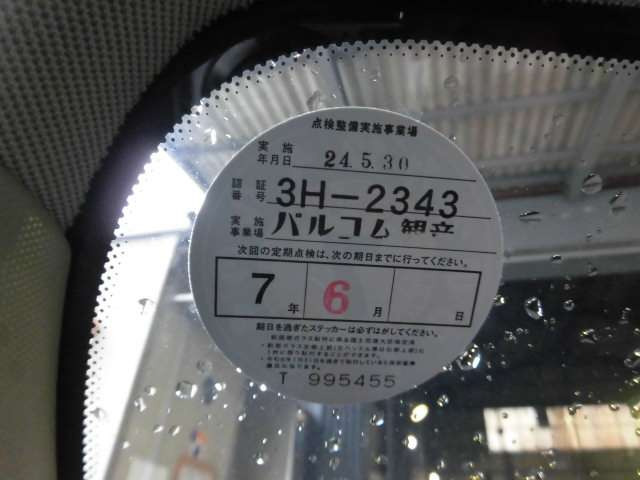 点検整備実施事業場
実施年月日 24.5.30
認証番号 3H-2343
実施事業場 パルコム観音
次回の定期点検は、次の期日までに行ってください。
7年 6月 日
期日を過ぎたステッカーは必ずはがしてください。
T 995455